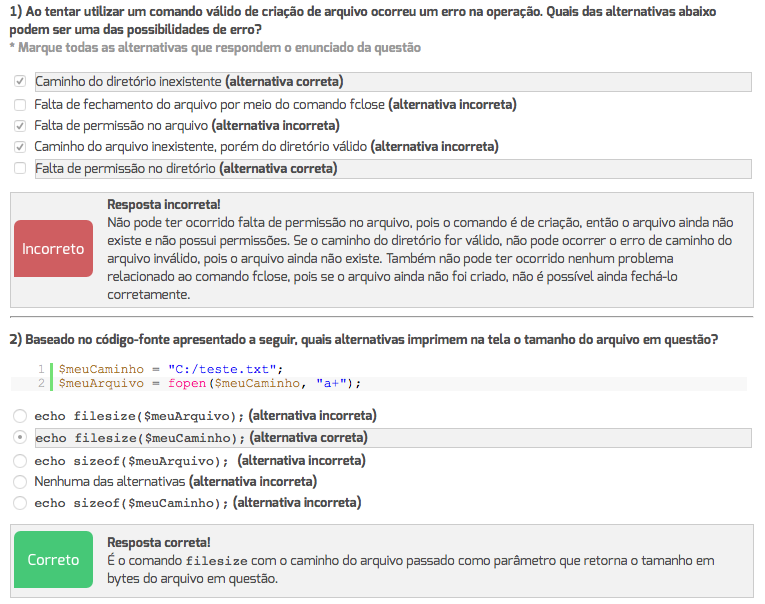 1) Ao tentar utilizar um comando válido de criação de arquivo ocorreu um erro na operação. Quais das alternativas abaixo
podem ser uma das possibilidades de erro?
* Marque todas as alternativas que respondem o enunciado da questão
Caminho do diretório inexistente (alternativa correta)
Falta de fechamento do arquivo por meio do comando fclose (alternativa incorreta)
Falta de permissão no arquivo (alternativa incorreta)
Caminho do arquivo inexistente, porém do diretório válido (alternativa incorreta)
Falta de permissão no diretório (alternativa correta)
Resposta incorreta!
Incorreto
Não pode ter ocorrido falta de permissão no arquivo, pois o comando é de criação, então o arquivo ainda não
existe e não possui permissões. Se o caminho do diretório for válido, não pode ocorrer o erro de caminho do
arquivo inválido, pois o arquivo ainda não existe. Também não pode ter ocorrido nenhum problema
relacionado ao comando fclose, pois se o arquivo ainda não foi criado, não é possível ainda fechá-lo
corretamente.
2) Baseado no código-fonte apresentado a seguir, quais alternativas imprimem na tela o tamanho do arquivo em questão?
1 $meuCaminho = "C:/teste.txt";
2 $meuArquivo = fopen($meuCaminho, "a+");
echo filesize($meuArquivo); (alternativa incorreta)
echo filesize($meuCaminho); (alternativa correta)
echo sizeof($meuArquivo); (alternativa incorreta)
Nenhuma das alternativas (alternativa incorreta)
echo sizeof($meuCaminho); (alternativa incorreta)
Resposta correta!
Correto
É o comando filesize com o caminho do arquivo passado como parâmetro que retorna o tamanho em
bytes do arquivo em questão.